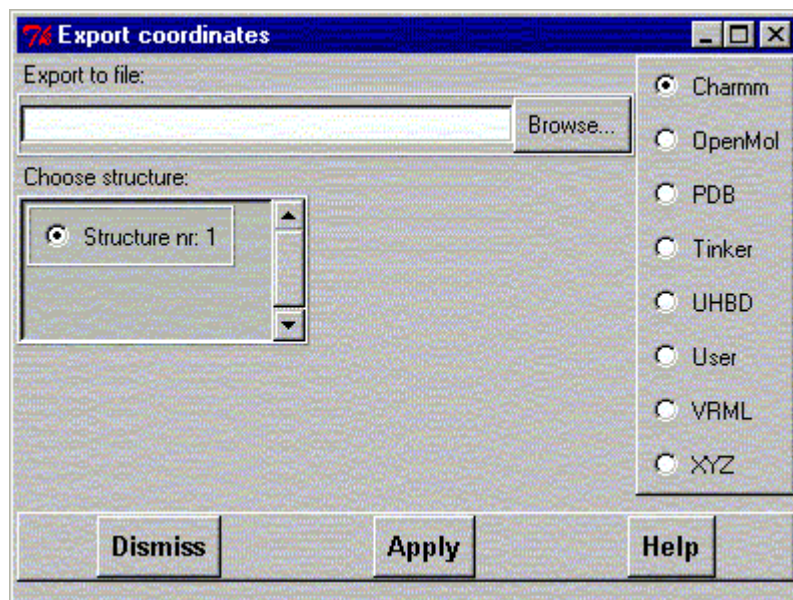 Export coordinates
Export to file:
Browse...
Choose structure:
Structure nr: 1
Charmm
OpenMol
PDB
Tinker
UHBD
User
VRML
XYZ
Dismiss
Apply
Help